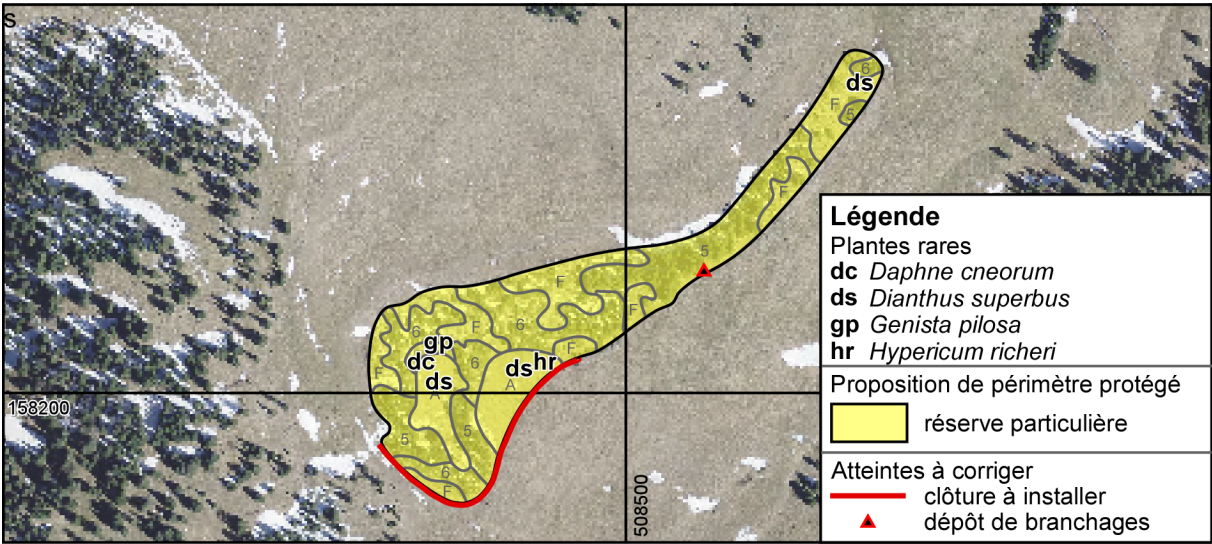 S
6
ds
F
5
F
5
F
6
F
6
F
gp
6
dc
ds
hr
F
ds
F
A
A
158200
5
5
6
F
508500
Légende
Plantes rares
dc Daphne cneorum
ds Dianthus superbus
gp Genista pilosa
hr Hypericum richeri
Proposition de périmètre protégé
réserve particulière
Atteintes à corriger
clôture à installer
dépôt de branchages